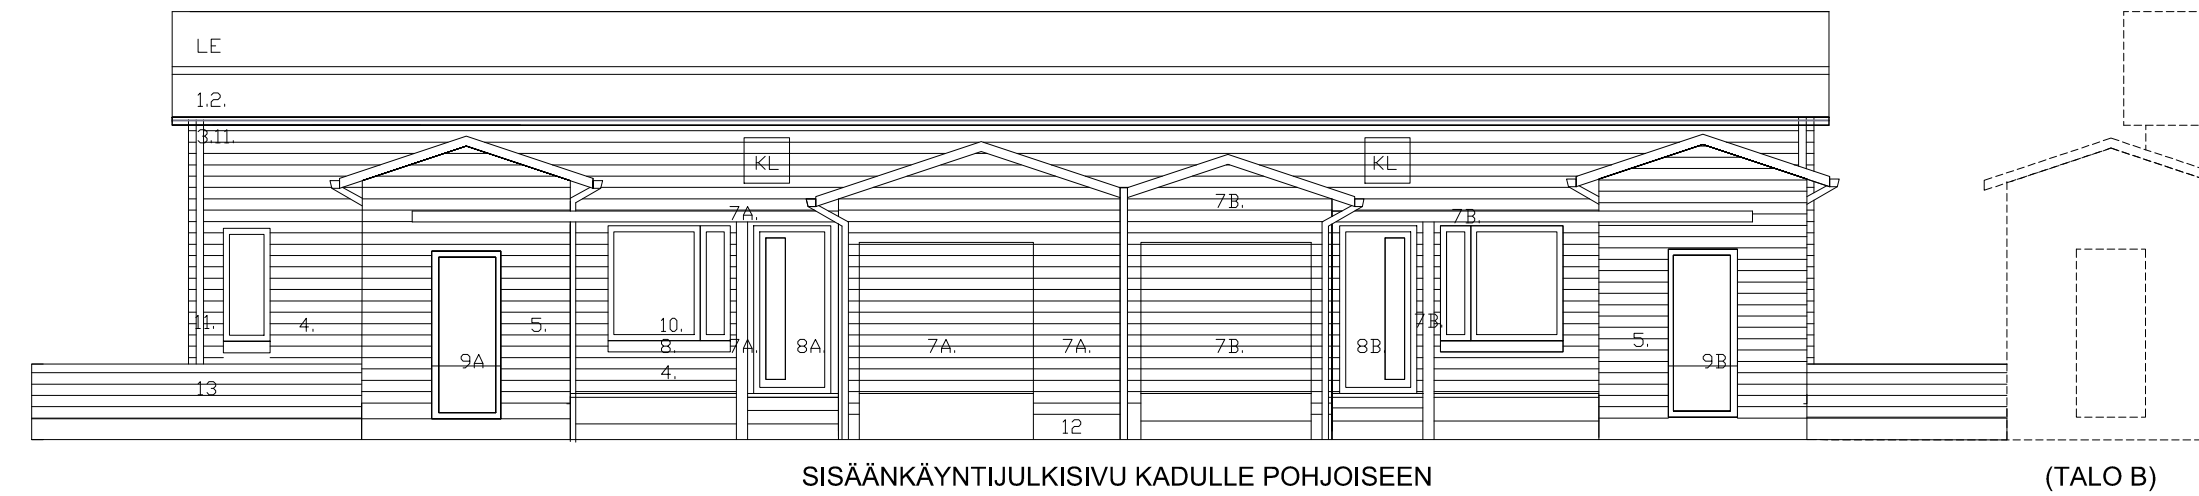 LE
1.2.
3.11.
KL KL
7B.
7A. 7B.
11. 4. 5. 10. 7B. 5.
8. 7A. 8A. 7A. 7A. 7B. 8B.
9A 9B
4.
13
12
SISÄÄNKÄYNTIJULKISIVU KADULLE POHJOISEEN (TALO B)